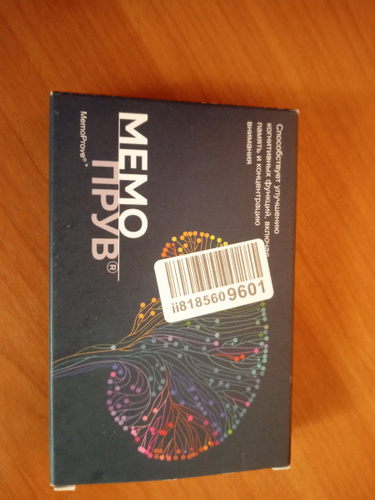 Способствует улучшению
когнитивных функций, включая
память и концентрацию
внимания
МЕМО
ПРУВ®
MemoProve®*
ii8185609601